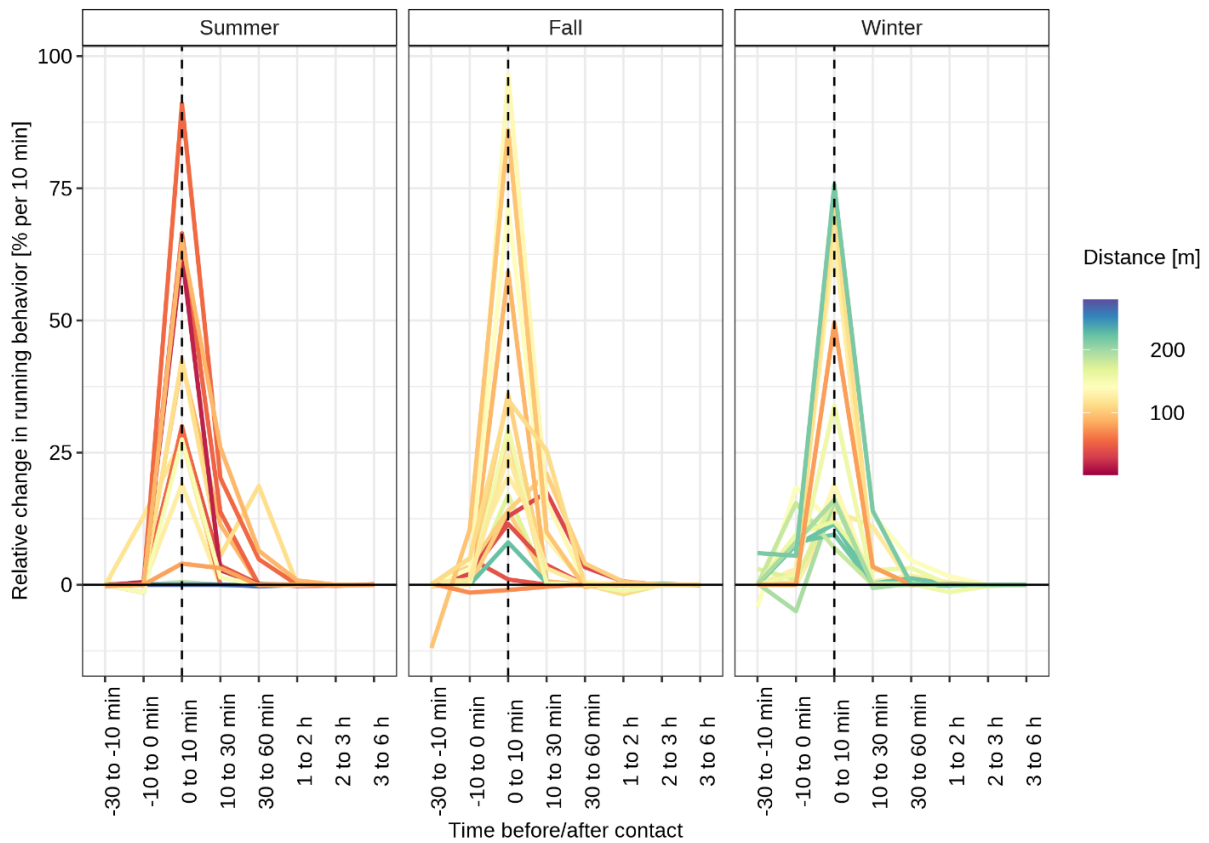 Summer
Fall
Winter
Relative change in running behavior [% per 10 min]
100
75
50
25
0
-30 to -10 min
-10 to 0 min
0 to 10 min
10 to 30 min
30 to 60 min
1 to 2 h
2 to 3 h
3 to 6 h
-30 to -10 min
-10 to 0 min
0 to 10 min
10 to 30 min
30 to 60 min
1 to 2 h
2 to 3 h
3 to 6 h
-30 to -10 min
-10 to 0 min
0 to 10 min
10 to 30 min
30 to 60 min
1 to 2 h
2 to 3 h
3 to 6 h
Time before/after contact
Distance [m]
200
100